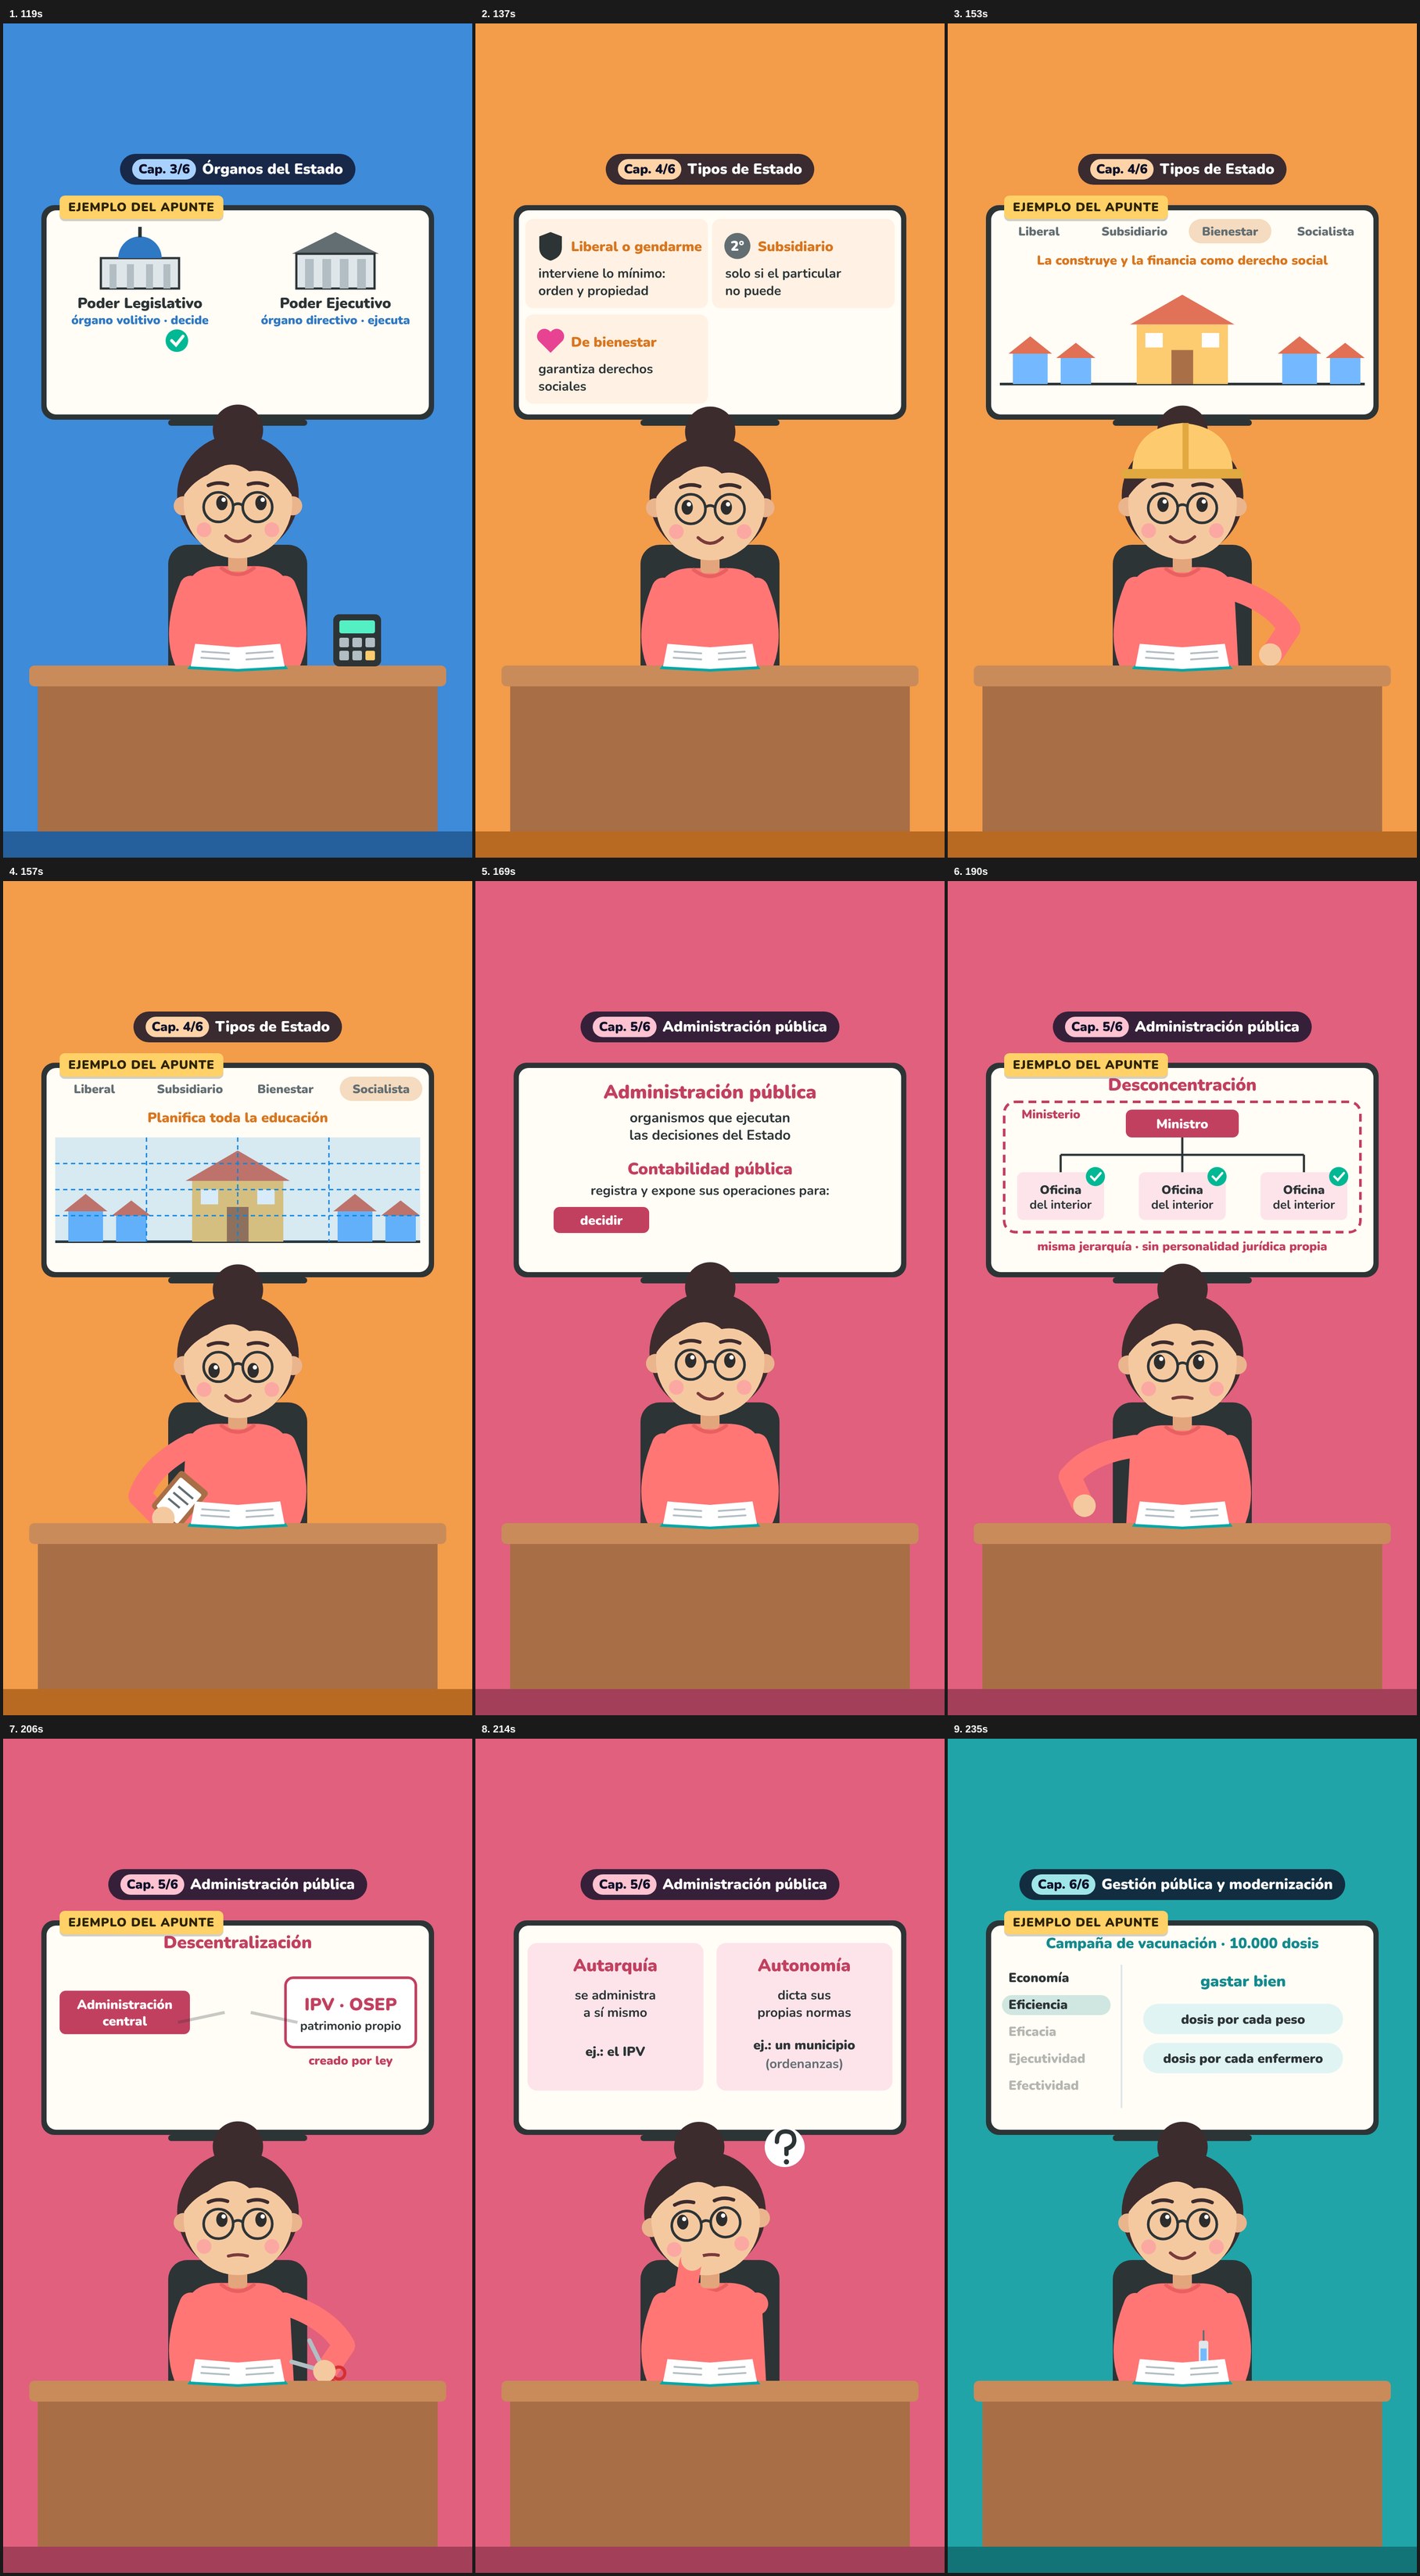 1. 119s
Cap. 3/6 Órganos del Estado
EJEMPLO DEL APUNTE
Poder Legislativo
órgano volitivo · decide
Poder Ejecutivo
órgano directivo · ejecuta
2. 137s
Cap. 4/6 Tipos de Estado
Liberal o gendarme
interviene lo mínimo:
orden y propiedad
2º Subsidiario
solo si el particular
no puede
De bienestar
garantiza derechos
sociales
3. 153s
Cap. 4/6 Tipos de Estado
EJEMPLO DEL APUNTE
Liberal Subsidiario Bienestar Socialista
La construye y la financia como derecho social
4. 157s
Cap. 4/6 Tipos de Estado
EJEMPLO DEL APUNTE
Liberal Subsidiario Bienestar Socialista
Planifica toda la educación
5. 169s
Cap. 5/6 Administración pública
Administración pública
organismos que ejecutan
las decisiones del Estado
Contabilidad pública
registra y expone sus operaciones para:
decidir
6. 190s
Cap. 5/6 Administración pública
EJEMPLO DEL APUNTE
Desconcentración
Ministerio
Ministro
Oficina
del interior
Oficina
del interior
Oficina
del interior
misma jerarquía · sin personalidad jurídica propia
7. 206s
Cap. 5/6 Administración pública
EJEMPLO DEL APUNTE
Descentralización
Administración
central
IPV · OSEP
patrimonio propio
creado por ley
8. 214s
Cap. 5/6 Administración pública
Autarquía
se administra
a sí mismo
ej.: el IPV
Autonomía
dicta sus
propias normas
ej.: un municipio
(ordenanzas)
?
9. 235s
Cap. 6/6 Gestión pública y modernización
EJEMPLO DEL APUNTE
Campaña de vacunación · 10.000 dosis
Economía
Eficiencia
Eficacia
Ejecutividad
Efectividad
gastar bien
dosis por cada peso
dosis por cada enfermero